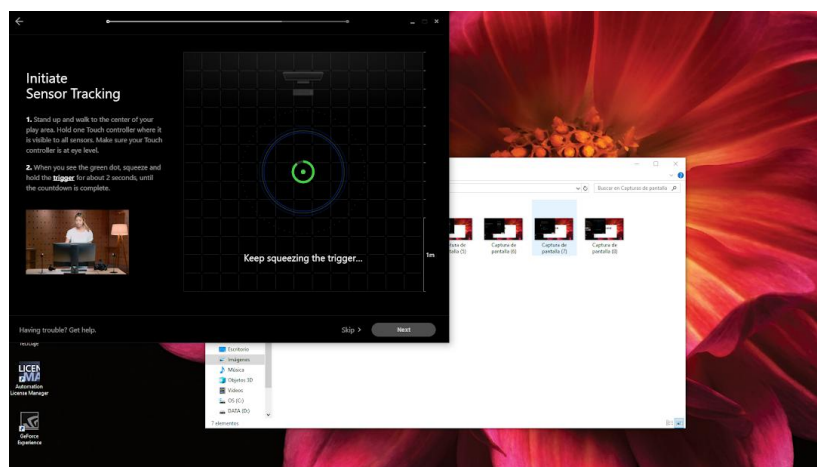 Initiate
Sensor Tracking
1. Stand up and walk to the center of your
play area. Hold one Touch controller where it
is visible to all sensors. Make sure your Touch
controller is at eye level.
2. When you see the green dot, squeeze and
hold the trigger for about 2 seconds, until
the countdown is complete.
Keep squeezing the trigger...
1m
Having trouble? Get help.
Skip >
Next
Buscar en Capturas de pantalla
Captura de
pantalla (6)
Captura de
pantalla (7)
Captura de
pantalla (8)
Escritorio
Imágenes
Música
Objetos 3D
Vídeos
OS (C:)
DATA (D:)
7 elementos
Automation
License Manager
GeForce
Experience